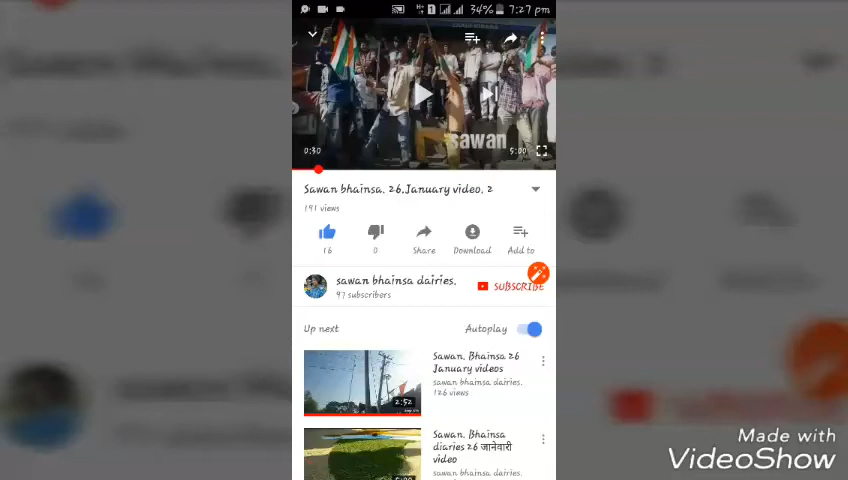 34% 7:27 PM
sawan
0:30
5:00
Sawan bhainsa. 26.January video. 2
191 views
16
0
Share
Download
Add to
sawan bhainsa dairies.
97 subscribers
SUBSCRIBE
Up next
Autoplay
Sawan. Bhainsa 26
January videos
sawan bhainsa dairies.
126 views
2:52
Sawan. Bhainsa
diaries 26 जानेवारी
video
sawan bhainsa dairies.
Made with
VideoShow